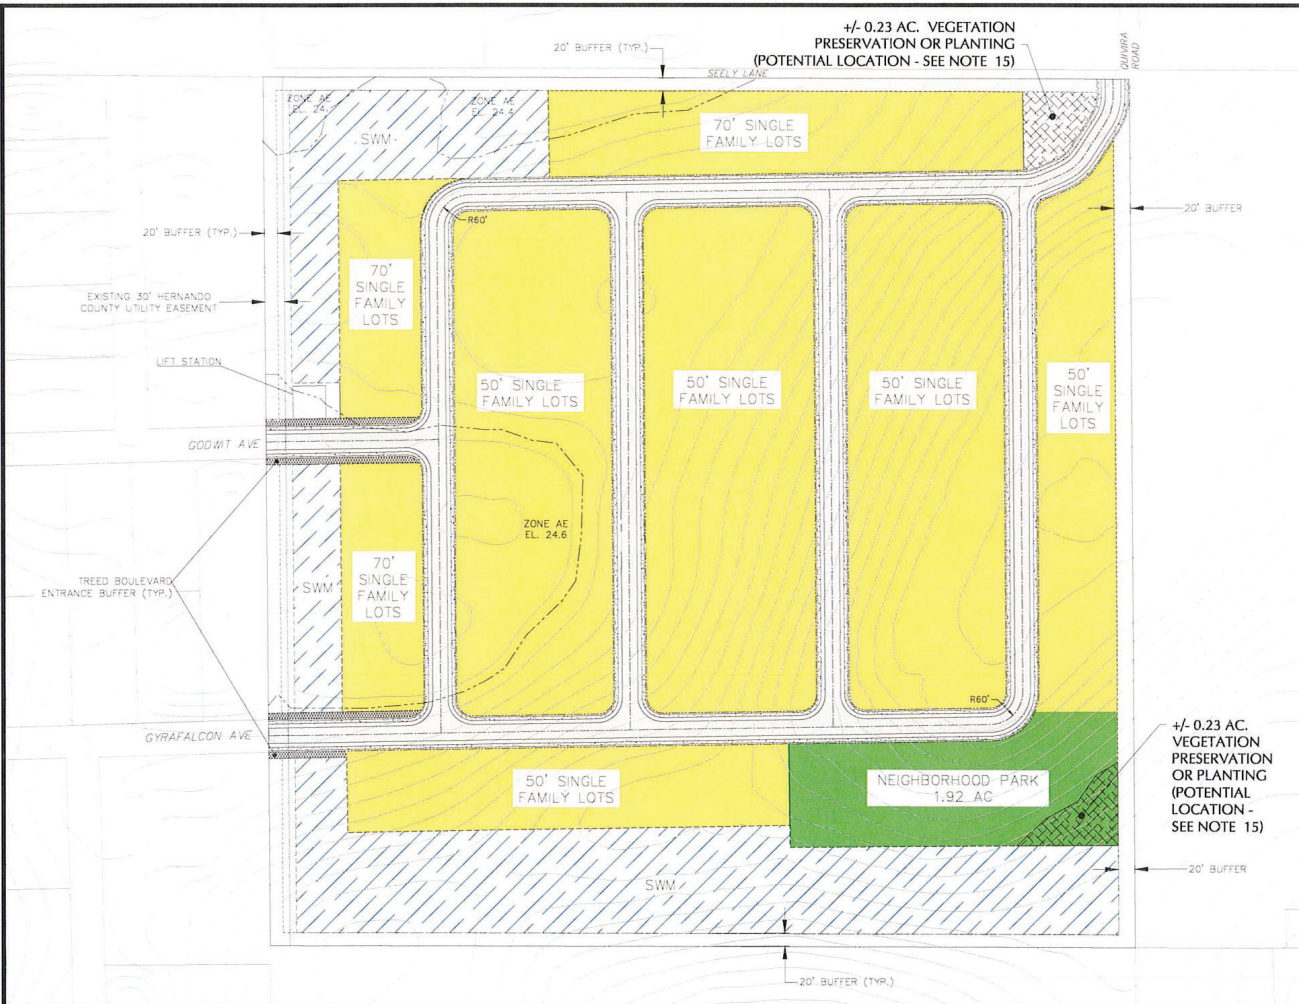 +/- 0.23 AC. VEGETATION
PRESERVATION OR PLANTING
(POTENTIAL LOCATION - SEE NOTE 15)
QUIVIRA
ROAD
20' BUFFER (TYP.)
SEELY LANE
ZONE AE
EL. 24.
ZONE AE
EL. 24.4
SWM
70' SINGLE
FAMILY LOTS
R60'
20' BUFFER
20' BUFFER (TYP.)
70'
SINGLE
FAMILY
LOTS
EXISTING 30' HERNANDO
COUNTY UTILITY EASEMENT
LIFT STATION
50' SINGLE
FAMILY LOTS
50' SINGLE
FAMILY LOTS
50' SINGLE
FAMILY LOTS
50'
SINGLE
FAMILY
LOTS
GODWIT AVE
ZONE AE
EL. 24.6
TREED BOULEVARD
ENTRANCE BUFFER (TYP.)
SWM
70'
SINGLE
FAMILY
LOTS
R60'
GYRAFALCON AVE
+/- 0.23 AC.
VEGETATION
PRESERVATION
OR PLANTING
(POTENTIAL
LOCATION -
SEE NOTE 15)
50' SINGLE
FAMILY LOTS
NEIGHBORHOOD PARK
1.92 AC
SWM
20' BUFFER
20' BUFFER (TYP.)